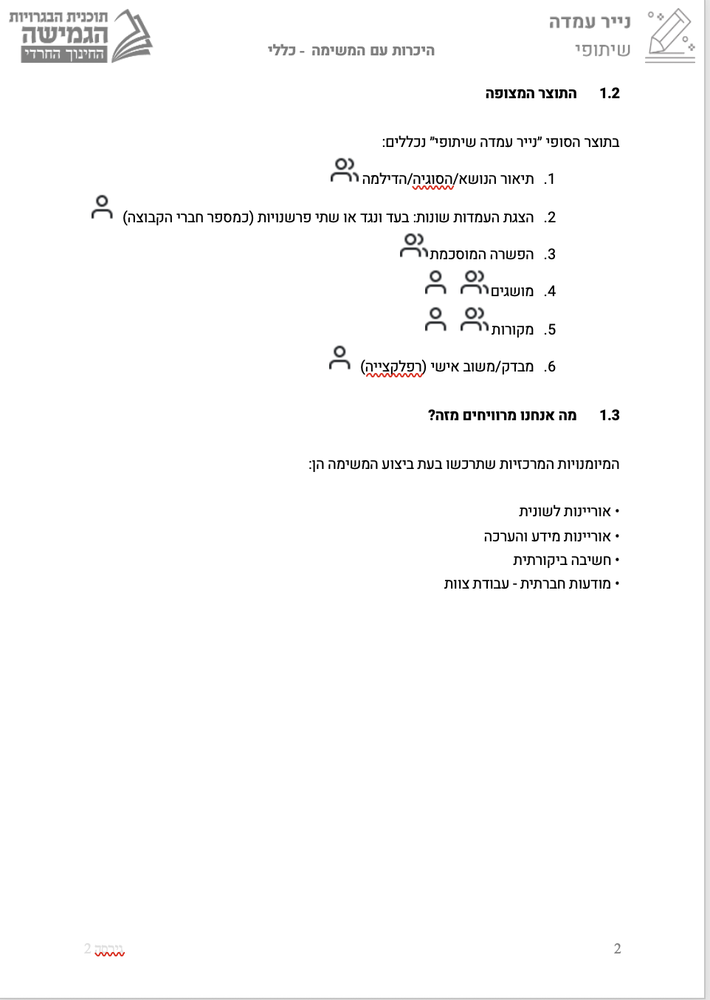 נייר עמדה
שיתופי
היכרות עם המשימה - כללי
תוכנית הבגרויות
הגמישה
החינוך החרדי
1.2 התוצר המצופה
בתוצר הסופי "נייר עמדה שיתופי" נכללים:
1. תיאור הנושא/הסוגיה/הדילמה
2. הצגת העמדות שונות: בעד ונגד או שתי פרשנויות (כמספר חברי הקבוצה)
3. הפשרה המוסכמת
4. מושגים
5. מקורות
6. מבדק/משוב אישי (רפלקצייה)
1.3 מה אנחנו מרוויחים מזה?
המיומנויות המרכזיות שתרכשו בעת ביצוע המשימה הן:
• אוריינות לשונית
• אוריינות מידע והערכה
• חשיבה ביקורתית
• מודעות חברתית - עבודת צוות
2
גירסה 2